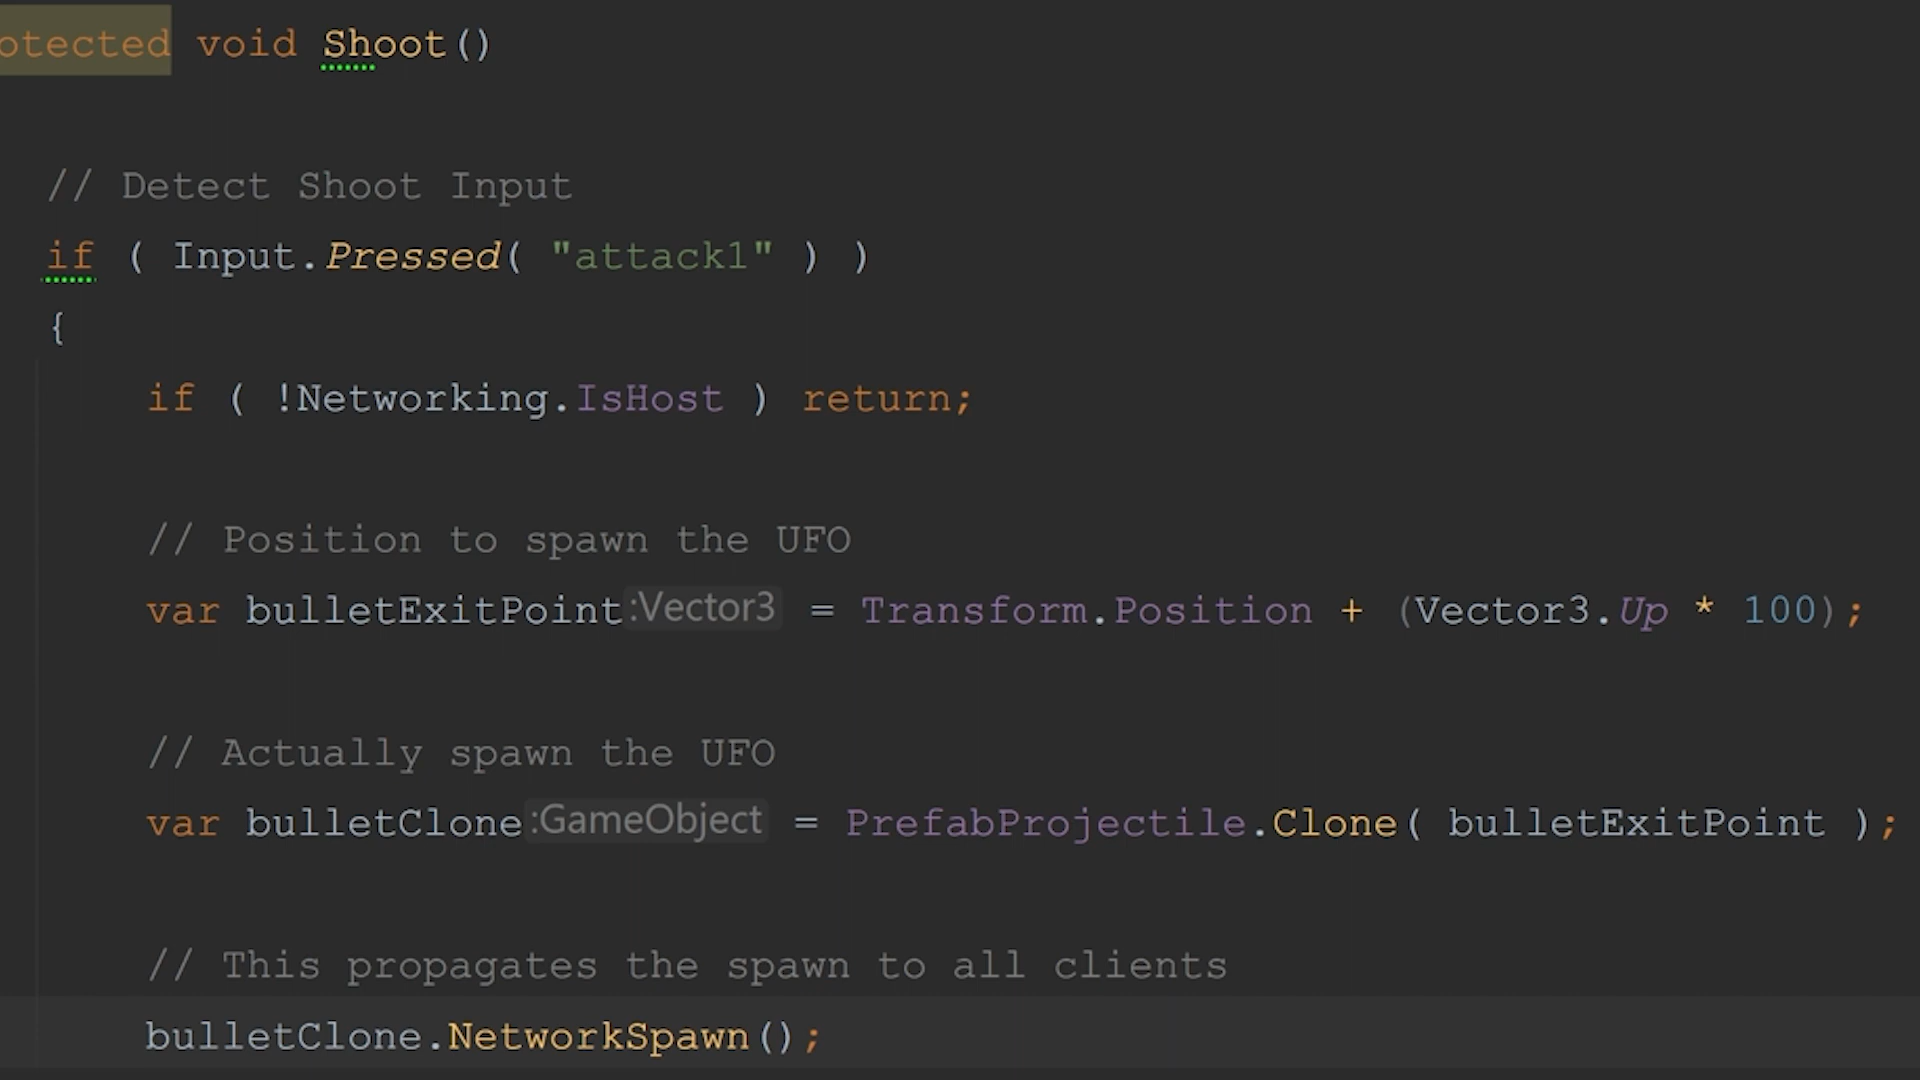 otected void Shoot()
// Detect Shoot Input
if ( Input.Pressed( "attack1" ) )
{
if ( !Networking.IsHost ) return;
// Position to spawn the UFO
var bulletExitPoint :Vector3 = Transform.Position + (Vector3.Up * 100);
// Actually spawn the UFO
var bulletClone :GameObject = PrefabProjectile.Clone( bulletExitPoint );
// This propagates the spawn to all clients
bulletClone.NetworkSpawn();